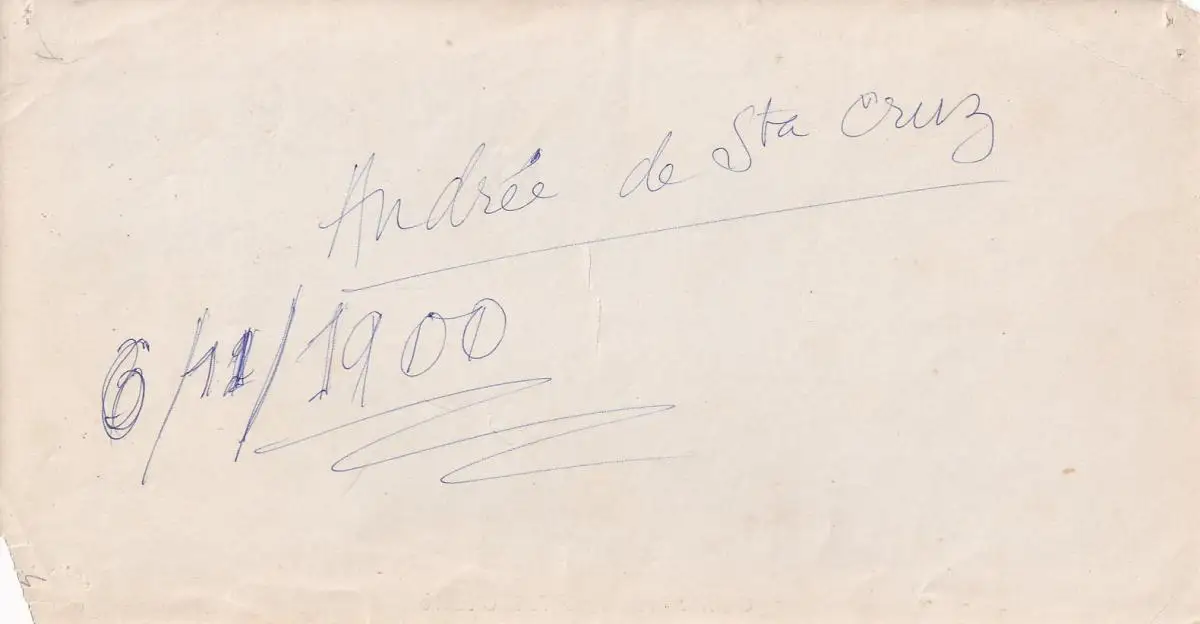 Andrée de Sta Cruz
6/11/1900